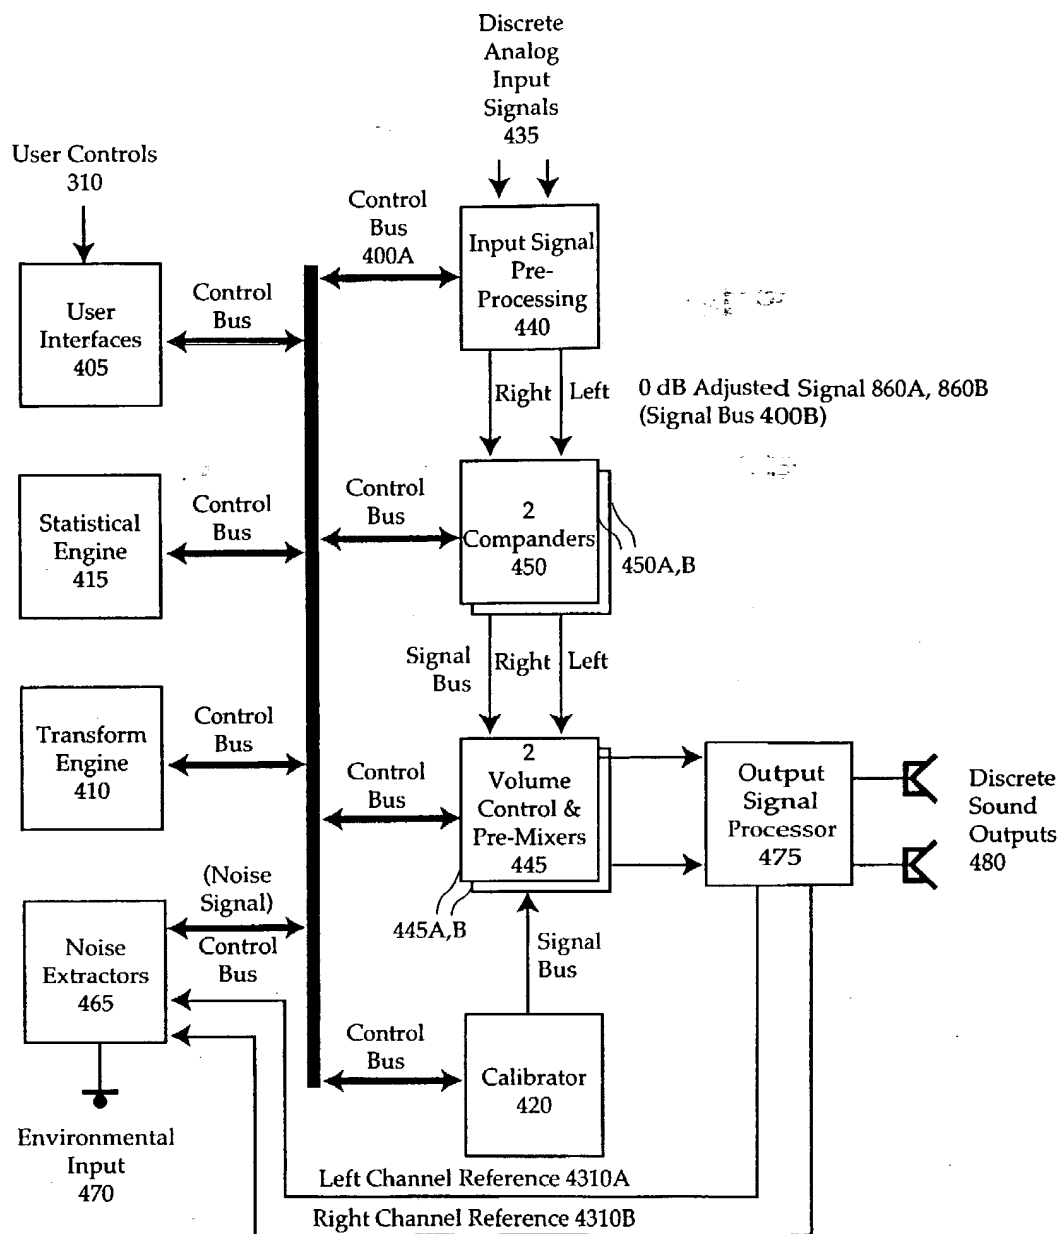 Discrete
Analog
Input
Signals
435
User Controls
310
Control
Bus
400A
Input Signal
Pre-
Processing
440
User
Interfaces
405
Control
Bus
Right
Left
0 dB Adjusted Signal 860A, 860B
(Signal Bus 400B)
Statistical
Engine
415
Control
Bus
Control
Bus
2
Companders
450
450A,B
Signal
Bus
Right
Left
Transform
Engine
410
Control
Bus
Control
Bus
2
Volume
Control &
Pre-Mixers
445
445A,B
Output
Signal
Processor
475
Discrete
Sound
Outputs
480
(Noise
Signal)
Control
Bus
Noise
Extractors
465
Signal
Bus
Control
Bus
Calibrator
420
Environmental
Input
470
Left Channel Reference 4310A
Right Channel Reference 4310B